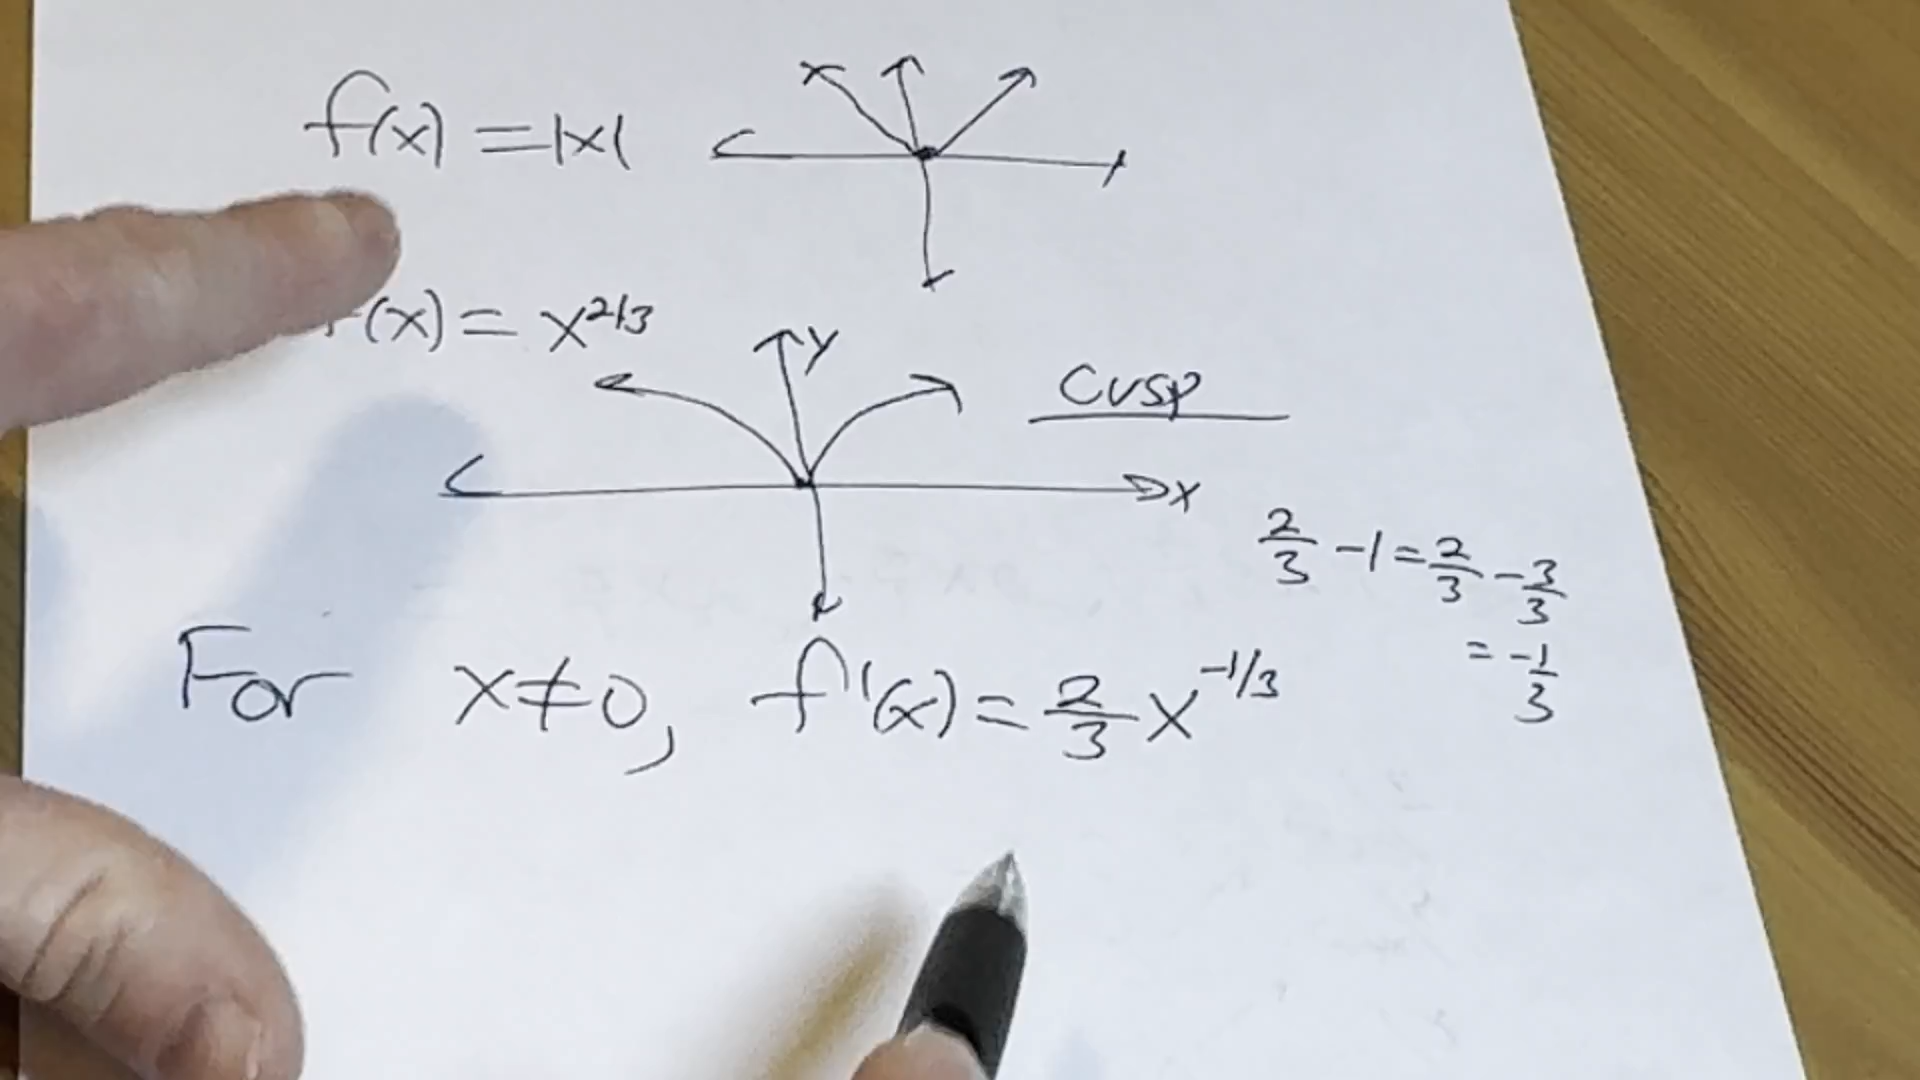 f(x) = |x|
f(x) = x^{2/3}
y
Cusp
x
2/3 - 1 = 2/3 - 3/3
= -1/3
For x ≠ 0, f'(x) = 2/3 x^{-1/3}